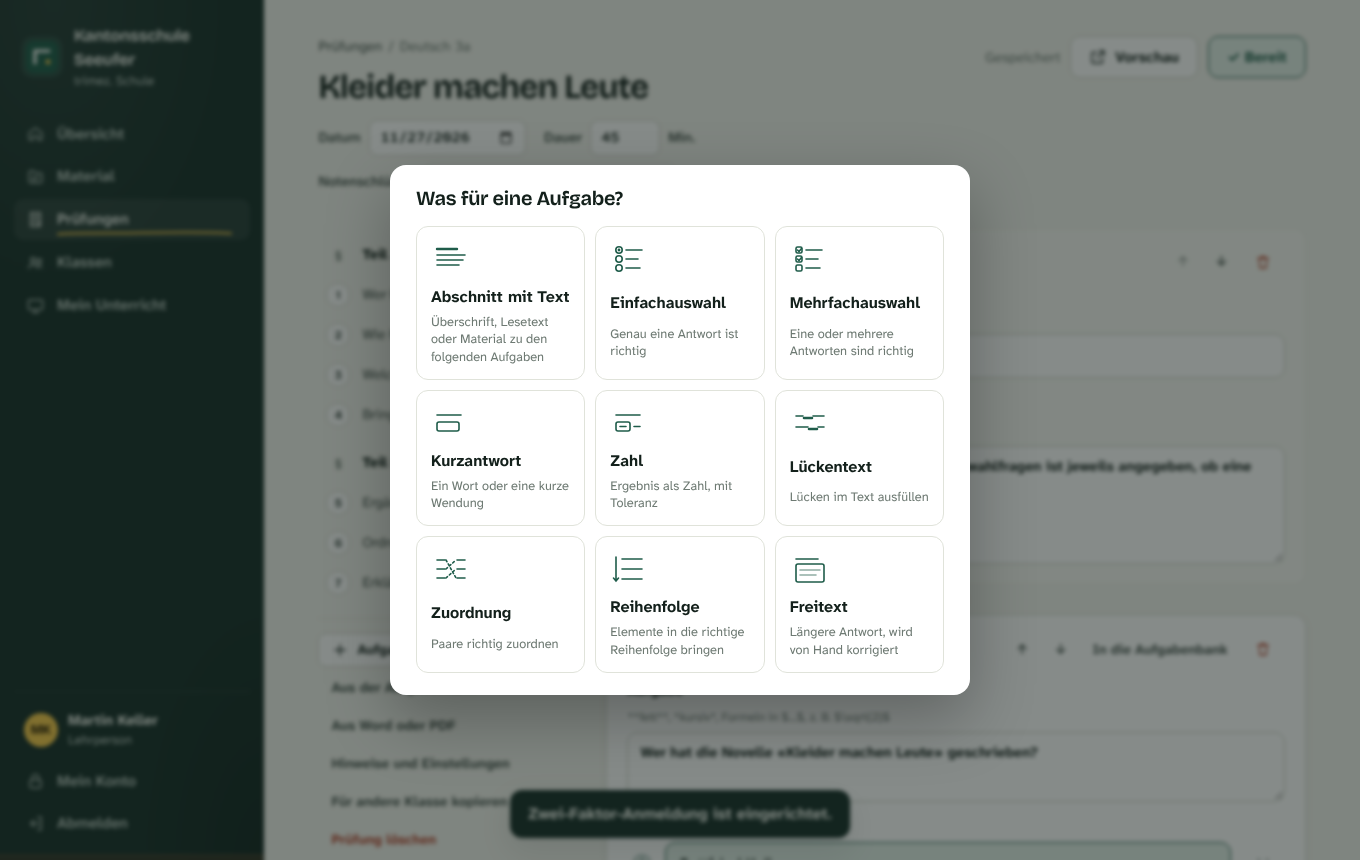 Kantonsschule
Seeufer
Prüfungen / Deutsch 3a
Kleider machen Leute
Gespeichert
Vorschau
Bereit
Datum 11/27/2026 Dauer 45 Min.
Übersicht
Material
Prüfungen
Klassen
Mein Unterricht
Was für eine Aufgabe?
Abschnitt mit Text
Überschrift, Lesetext
oder Material zu den
folgenden Aufgaben
Einfachauswahl
Genau eine Antwort ist
richtig
Mehrfachauswahl
Eine oder mehrere
Antworten sind richtig
Kurzantwort
Ein Wort oder eine kurze
Wendung
Zahl
Ergebnis als Zahl, mit
Toleranz
Lückentext
Lücken im Text ausfüllen
Zuordnung
Paare richtig zuordnen
Reihenfolge
Elemente in die richtige
Reihenfolge bringen
Freitext
Längere Antwort, wird
von Hand korrigiert
ist jeweils angegeben, ob eine
In die Aufgabenbank
Aus Word oder PDF
Hinweise und Einstellungen
Für andere Klasse kopieren
Prüfung löschen
Wer hat die Novelle «Kleider machen Leute» geschrieben?
Zwei-Faktor-Anmeldung ist eingerichtet.
Martin Keller
Lehrperson
Mein Konto
Abmelden